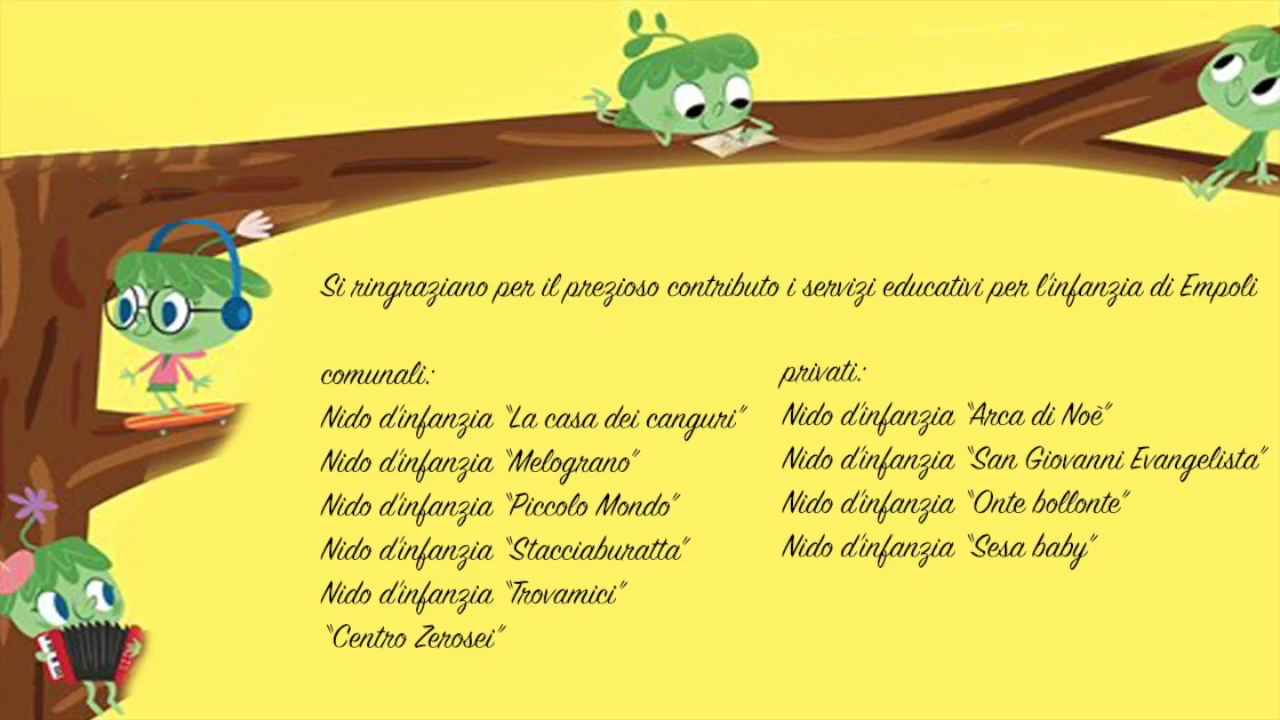 Si ringraziano per il prezioso contributo i servizi educativi per l'infanzia di Empoli
comunali:
Nido d'infanzia "La casa dei canguri"
Nido d'infanzia "Melograno"
Nido d'infanzia "Piccolo Mondo"
Nido d'infanzia "Stacciaburatta"
Nido d'infanzia "Trovamici"
"Centro Zerosei"
privati:
Nido d'infanzia "Arca di Noè"
Nido d'infanzia "San Giovanni Evangelista"
Nido d'infanzia "Onte bollonte"
Nido d'infanzia "Sesa baby"